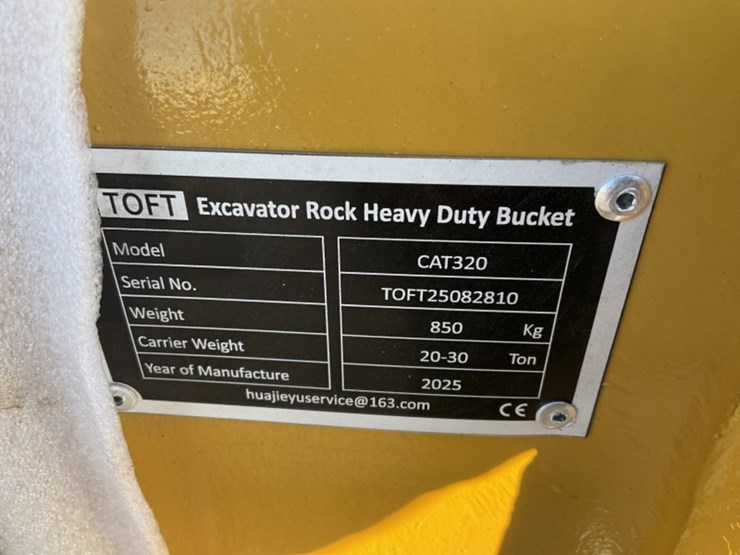 TOFT Excavator Rock Heavy Duty Bucket
Model CAT320
Serial No. TOFT25082810
Weight 850 Kg
Carrier Weight 20-30 Ton
Year of Manufacture 2025
huajieyuservice@163.com CE